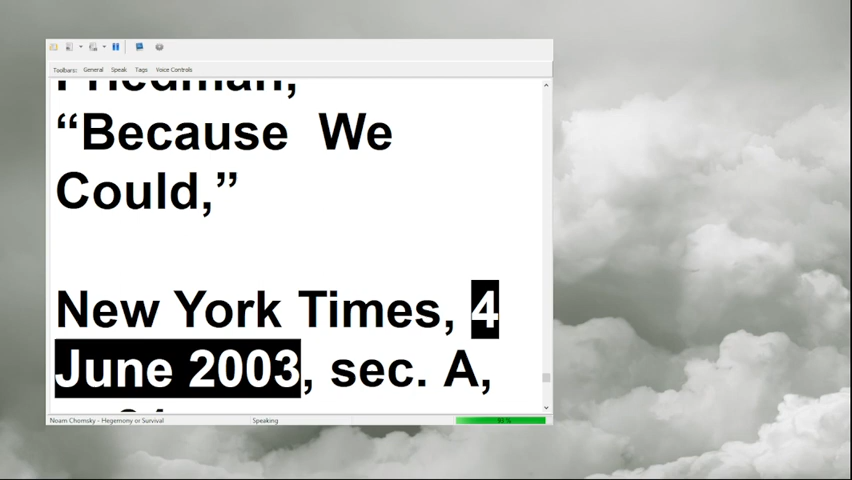 Toolbars: General Speak Tags Voice Controls
Friedman,
“Because We
Could,”
New York Times, 4
June 2003, sec. A,
Noam Chomsky - Hegemony or Survival Speaking